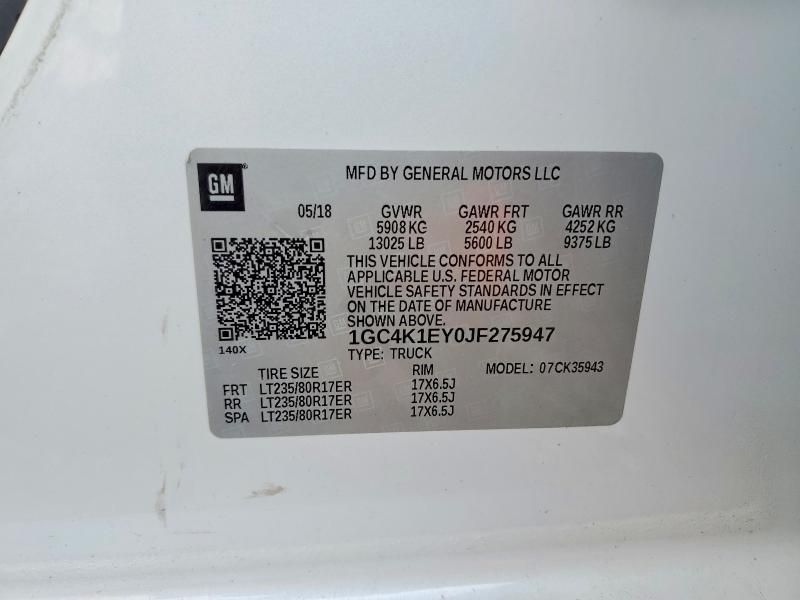 GM
MFD BY GENERAL MOTORS LLC
05/18 GVWR GAWR FRT GAWR RR
5908 KG 2540 KG 4252 KG
13025 LB 5600 LB 9375 LB
THIS VEHICLE CONFORMS TO ALL
APPLICABLE U.S. FEDERAL MOTOR
VEHICLE SAFETY STANDARDS IN EFFECT
ON THE DATE OF MANUFACTURE
SHOWN ABOVE.
1GC4K1EY0JF275947
140X
TYPE: TRUCK
TIRE SIZE RIM MODEL: 07CK35943
FRT LT235/80R17ER 17X6.5J
RR LT235/80R17ER 17X6.5J
SPA LT235/80R17ER 17X6.5J